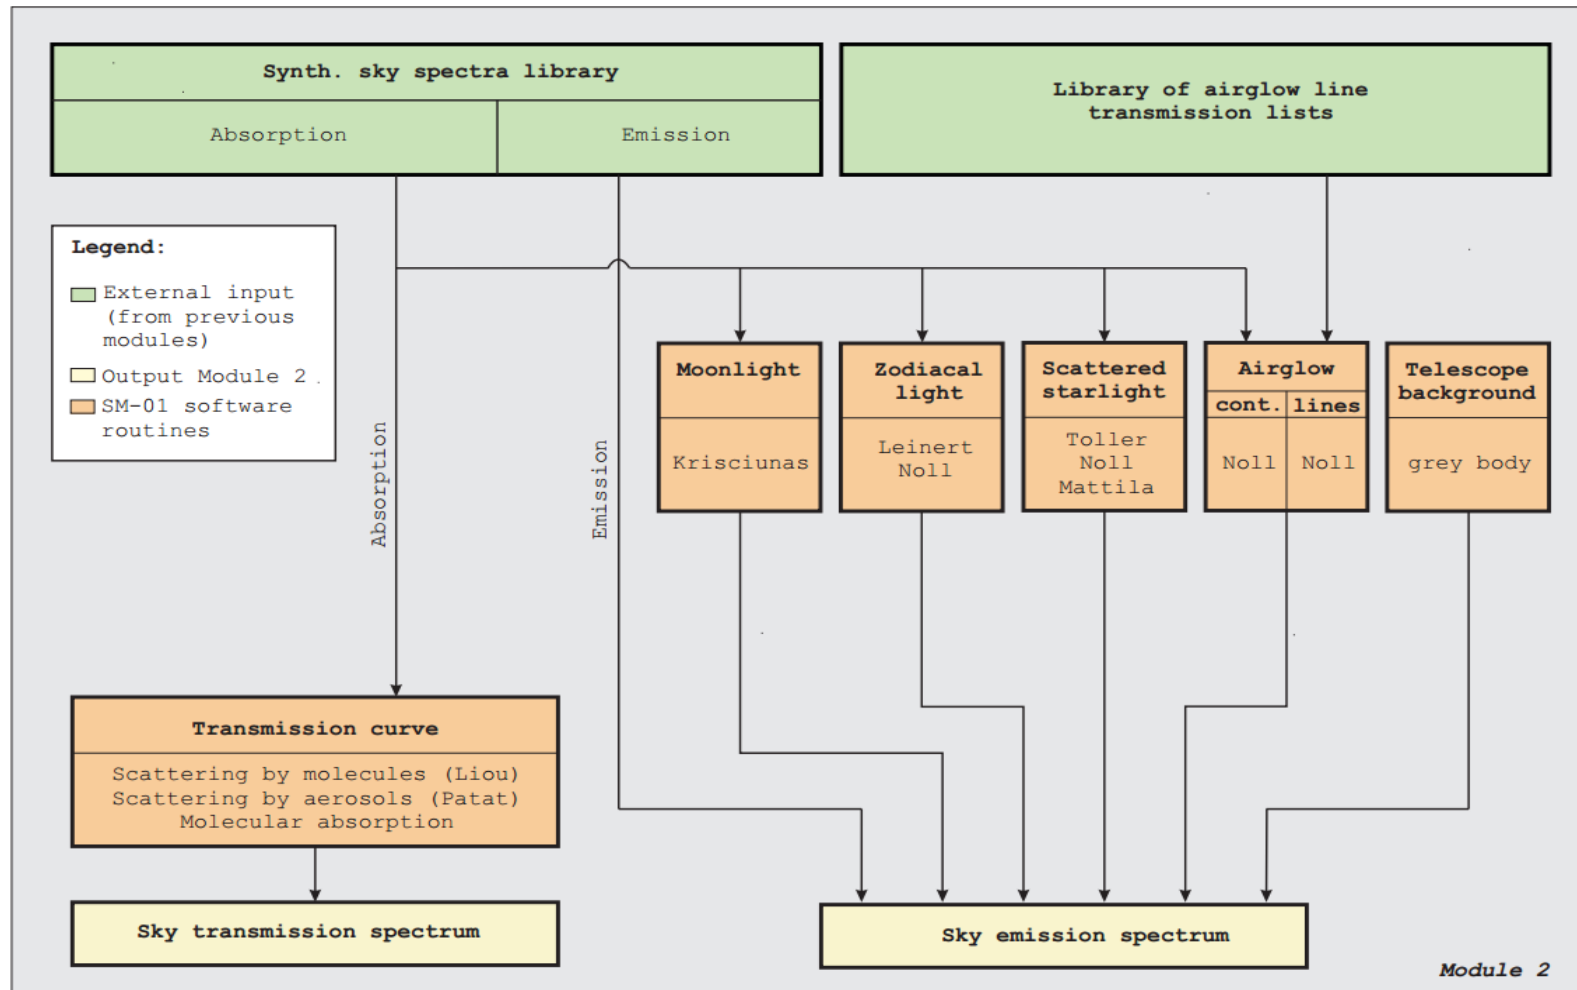 Synth. sky spectra library
Absorption
Emission
Library of airglow line
transmission lists
Legend:
External input
(from previous
modules)
Output Module 2
SM-01 software
routines
Absorption
Emission
Moonlight
Krisciunas
Zodiacal
light
Leinert
Noll
Scattered
starlight
Toller
Noll
Mattila
Airglow
cont.
lines
Noll
Noll
Telescope
background
grey body
Transmission curve
Scattering by molecules (Liou)
Scattering by aerosols (Patat)
Molecular absorption
Sky transmission spectrum
Sky emission spectrum
Module 2